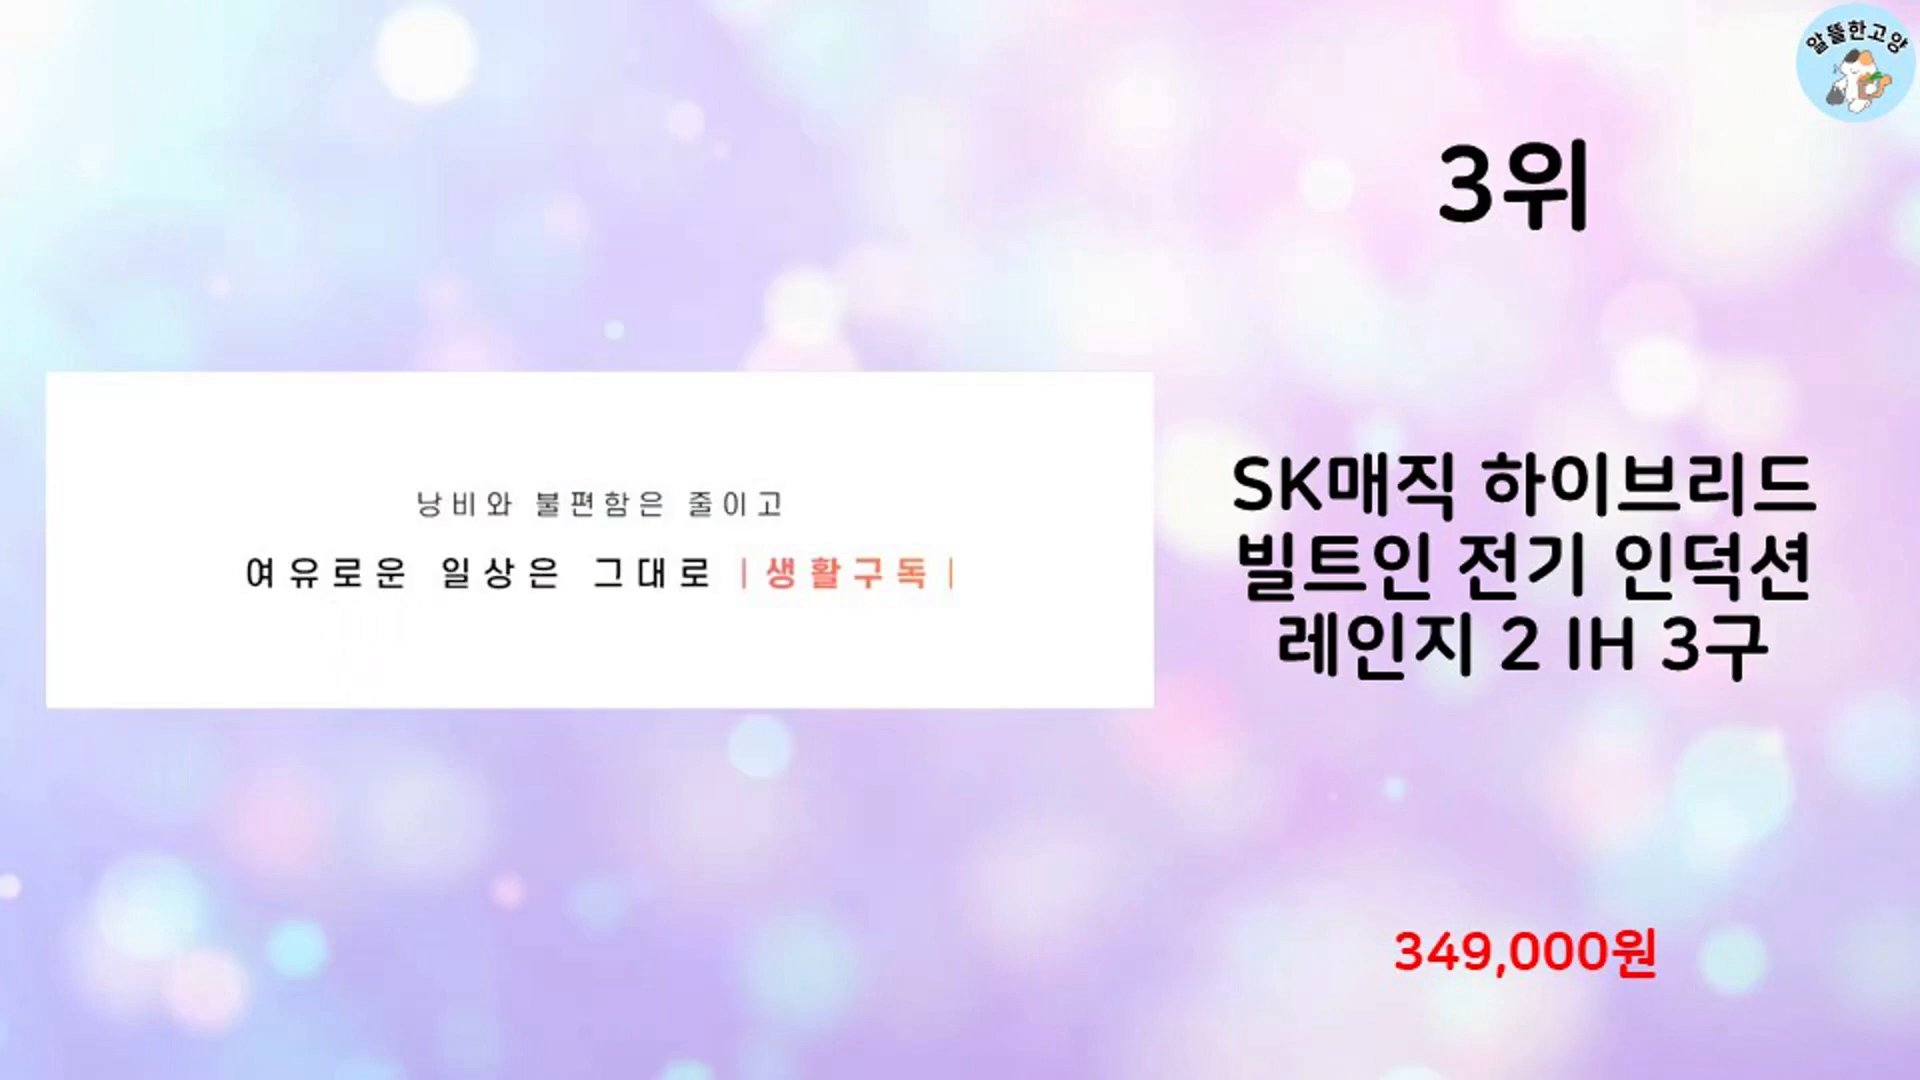 알뜰한고양
3위
낭비와 불편함은 줄이고
여유로운 일상은 그대로 |생활구독|
SK매직 하이브리드
빌트인 전기 인덕션
레인지 2 IH 3구
349,000원